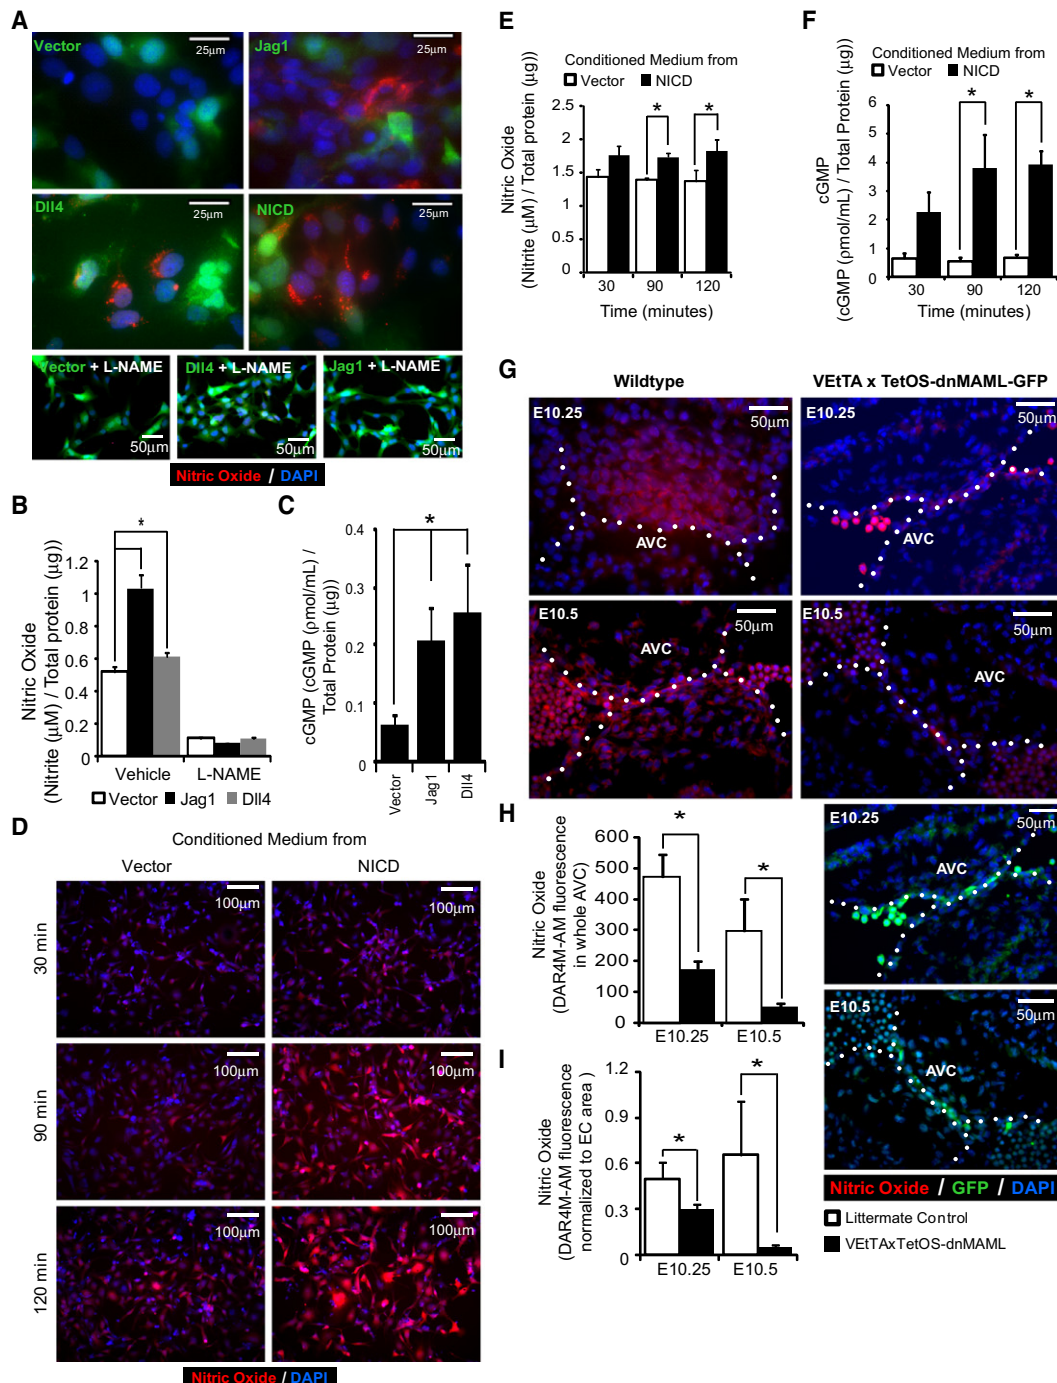 A
Vector
25µm
Jag1
25µm
Dll4
25µm
NICD
25µm
Vector + L-NAME
50µm
Dll4 + L-NAME
50µm
Jag1 + L-NAME
50µm
Nitric Oxide / DAPI
B
Nitric Oxide
(Nitrite (µM) / Total protein (µg))
1.2
1
0.8
0.6
0.4
0.2
0
*
Vehicle
L-NAME
Vector
Jag1
Dll4
C
cGMP (cGMP (pmol/mL) /
Total Protein (µg))
0.4
0.3
0.2
0.1
0
*
Vector
Jag1
Dll4
D
Conditioned Medium from
Vector
NICD
30 min
100µm
100µm
90 min
100µm
100µm
120 min
100µm
100µm
Nitric Oxide / DAPI
E
Conditioned Medium from
Vector
NICD
Nitric Oxide
(Nitrite (µM) / Total protein (µg))
2.5
2
1.5
1
0.5
0
*
*
30
90
120
Time (minutes)
F
Conditioned Medium from
Vector
NICD
cGMP
(cGMP (ρmol/mL) / Total Protein (µg))
6
5
4
3
2
1
0
*
*
30
90
120
Time (minutes)
G
Wildtype
VEtTA x TetOS-dnMAML-GFP
E10.25
50µm
AVC
E10.25
50µm
AVC
E10.5
50µm
AVC
E10.5
50µm
AVC
E10.25
50µm
AVC
E10.5
50µm
AVC
Nitric Oxide / GFP / DAPI
Littermate Control
VEtTAxTetOS-dnMAML
H
Nitric Oxide
(DAR4M-AM fluorescence
in whole AVC)
600
500
400
300
200
100
0
*
*
E10.25
E10.5
I
Nitric Oxide
(DAR4M-AM fluorescence
normalized to EC area )
1.2
0.9
0.6
0.3
0
*
*
E10.25
E10.5